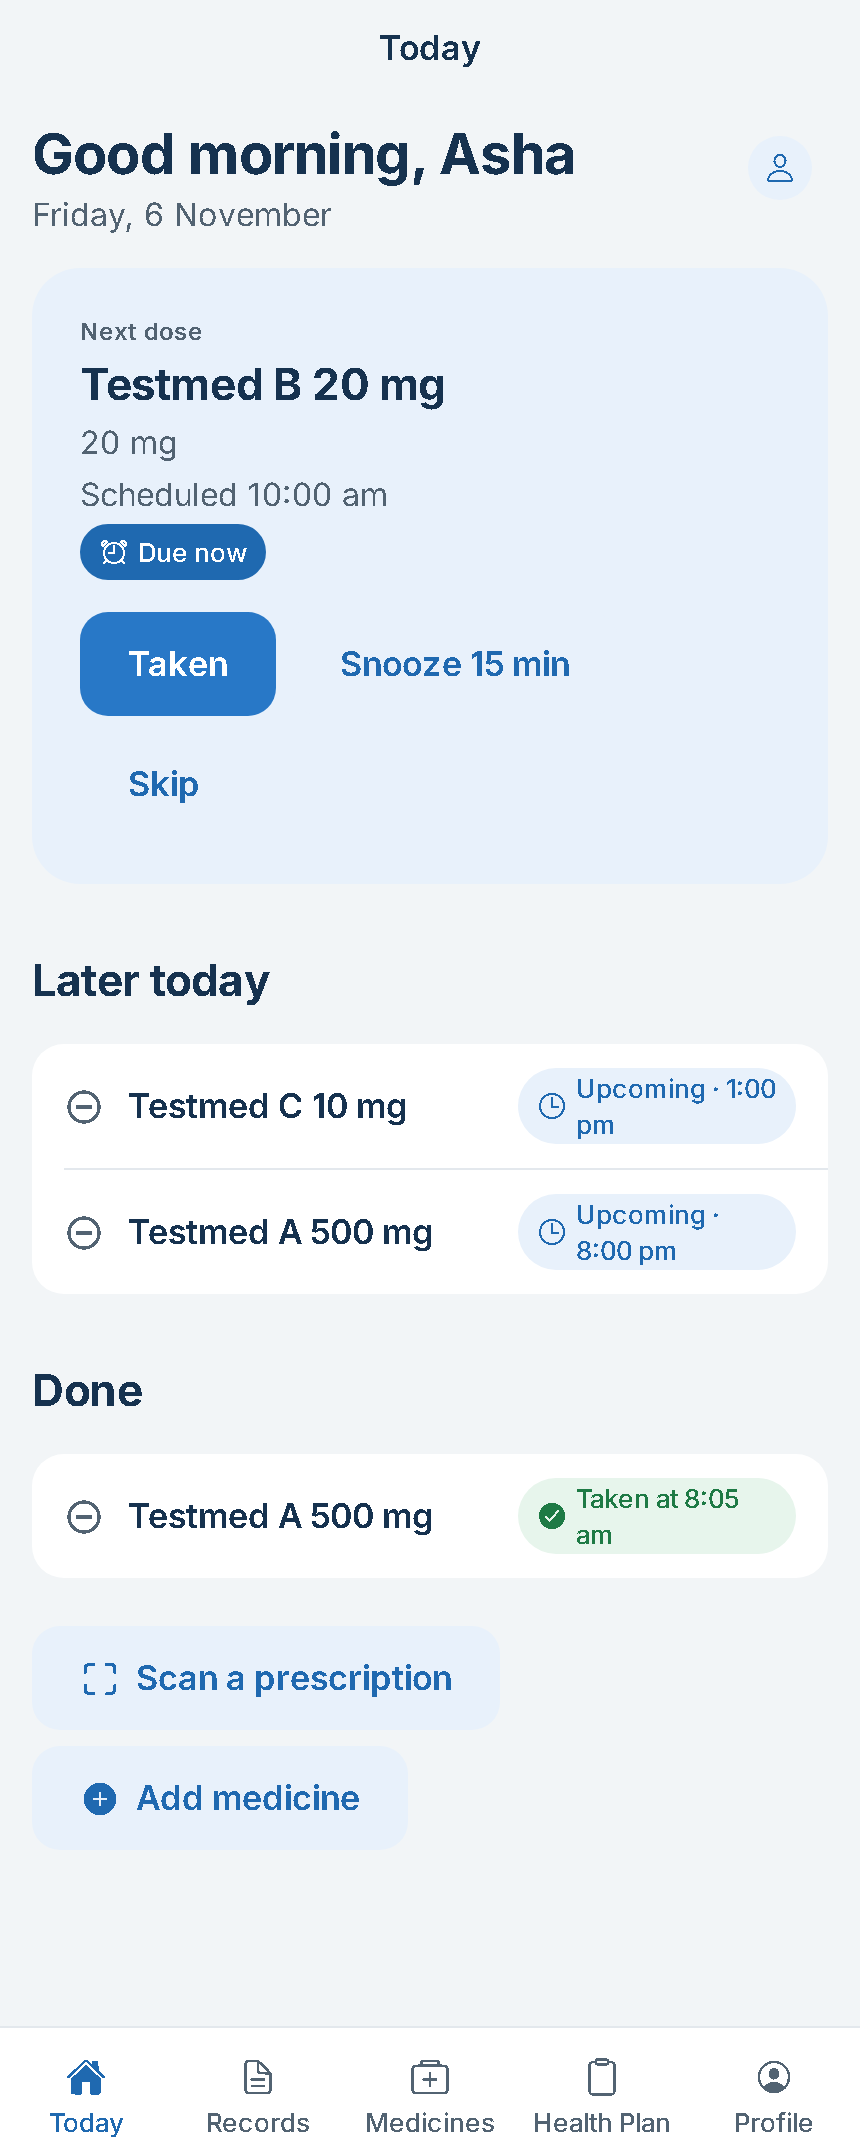 Today
Good morning, Asha
Friday, 6 November
Next dose
Testmed B 20 mg
20 mg
Scheduled 10:00 am
Due now
Taken
Snooze 15 min
Skip
Later today
Testmed C 10 mg
Upcoming · 1:00
pm
Testmed A 500 mg
Upcoming ·
8:00 pm
Done
Testmed A 500 mg
Taken at 8:05
am
Scan a prescription
Add medicine
Today
Records
Medicines
Health Plan
Profile